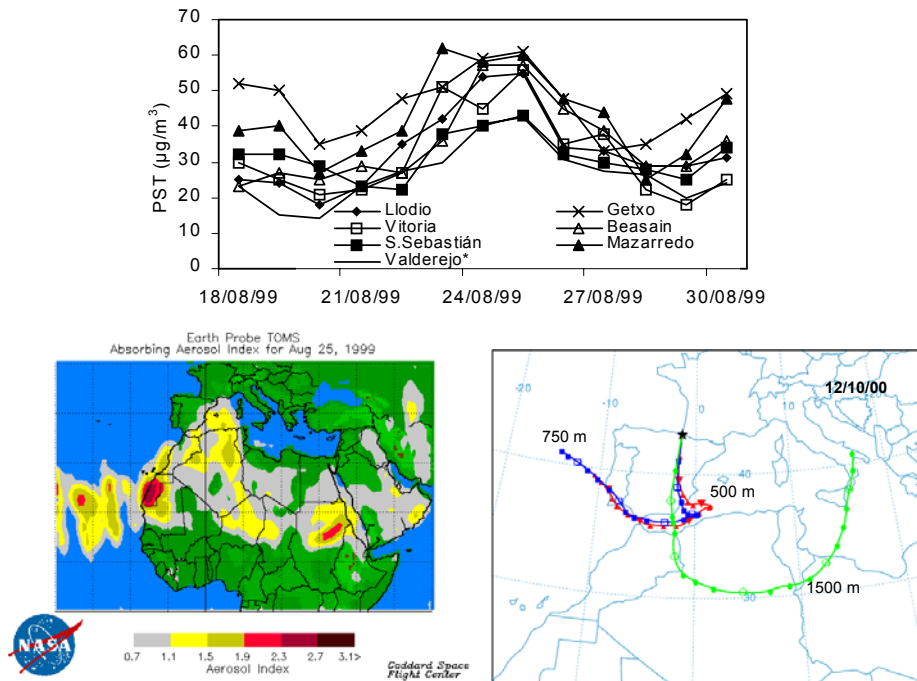 70
60
50
40
30
20
10
0
PST (µg/m³)
Llodio Getxo
Vitoria Beasain
S.Sebastián Mazarredo
Valderejo*
18/08/99 21/08/99 24/08/99 27/08/99 30/08/99
Earth Probe TOMS
Absorbing Aerosol Index for Aug 25, 1999
NASA
0.7 1.1 1.5 1.9 2.3 2.7 3.1>
Aerosol Index
Goddard Space
Flight Center
12/10/00
-20
-10
0
10
20
750 m
500 m
40
1500 m
30